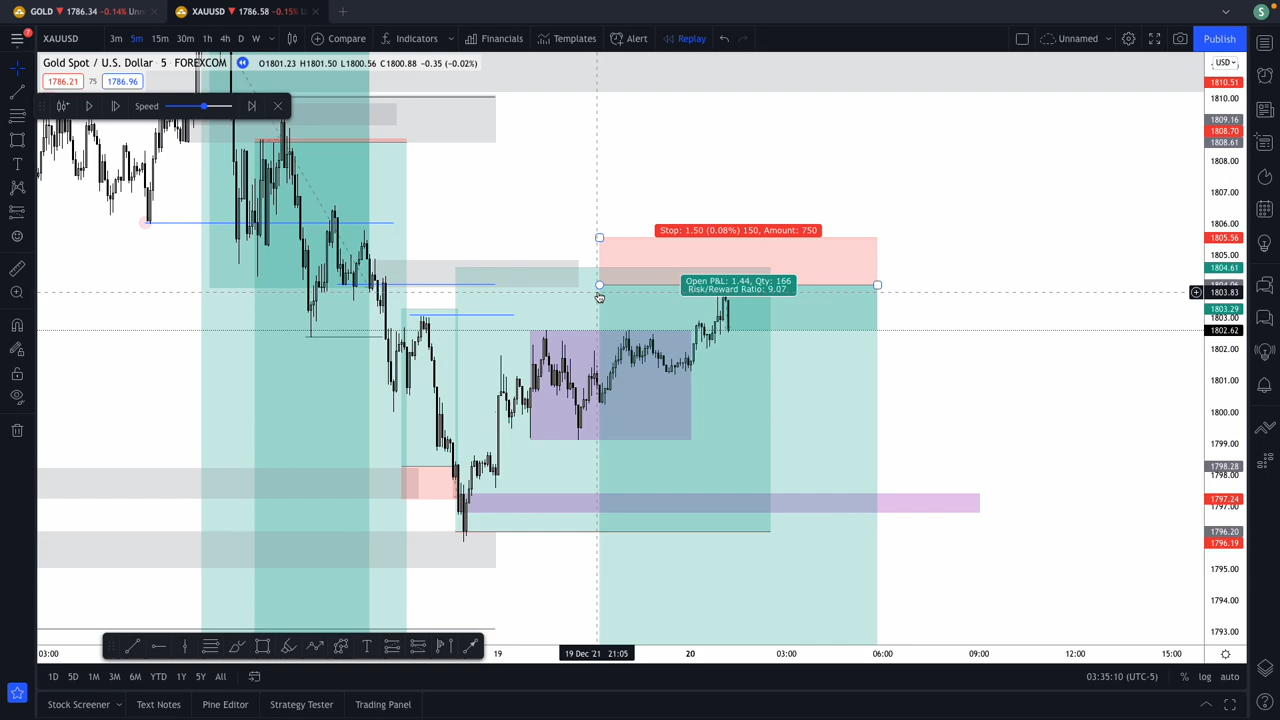 GOLD ▼ 1786.34 −0.14% Unn
XAUUSD ▼ 1786.58 −0.15% U
S
7
XAUUSD 3m 5m 15m 30m 1h 4h D W Compare Indicators Financials Templates Alert Replay Unnamed Publish
Gold Spot / U.S. Dollar · 5 · FOREXCOM O1801.23 H1801.50 L1800.56 C1800.88 −0.35 (−0.02%)
USD
1786.21 75 1786.96
1810.51
Speed
1810.00
1809.16
1808.70
1808.61
1808.00
1807.00
1806.00
Stop: 1.50 (0.08%) 150, Amount: 750
1805.56
1805.00
1804.61
Open P&L: 1.44, Qty: 166
Risk/Reward Ratio: 9.07
1803.83
1803.29
1803.00
1802.62
1802.00
1801.00
1800.00
1799.00
1798.28
1798.00
1797.24
1797.00
1796.20
1796.19
1795.00
1794.00
1793.00
03:00 19 19 Dec '21 21:05 20 03:00 06:00 09:00 12:00 15:00
1D 5D 1M 3M 6M YTD 1Y 5Y All 03:35:10 (UTC-5) % log auto
Stock Screener Text Notes Pine Editor Strategy Tester Trading Panel